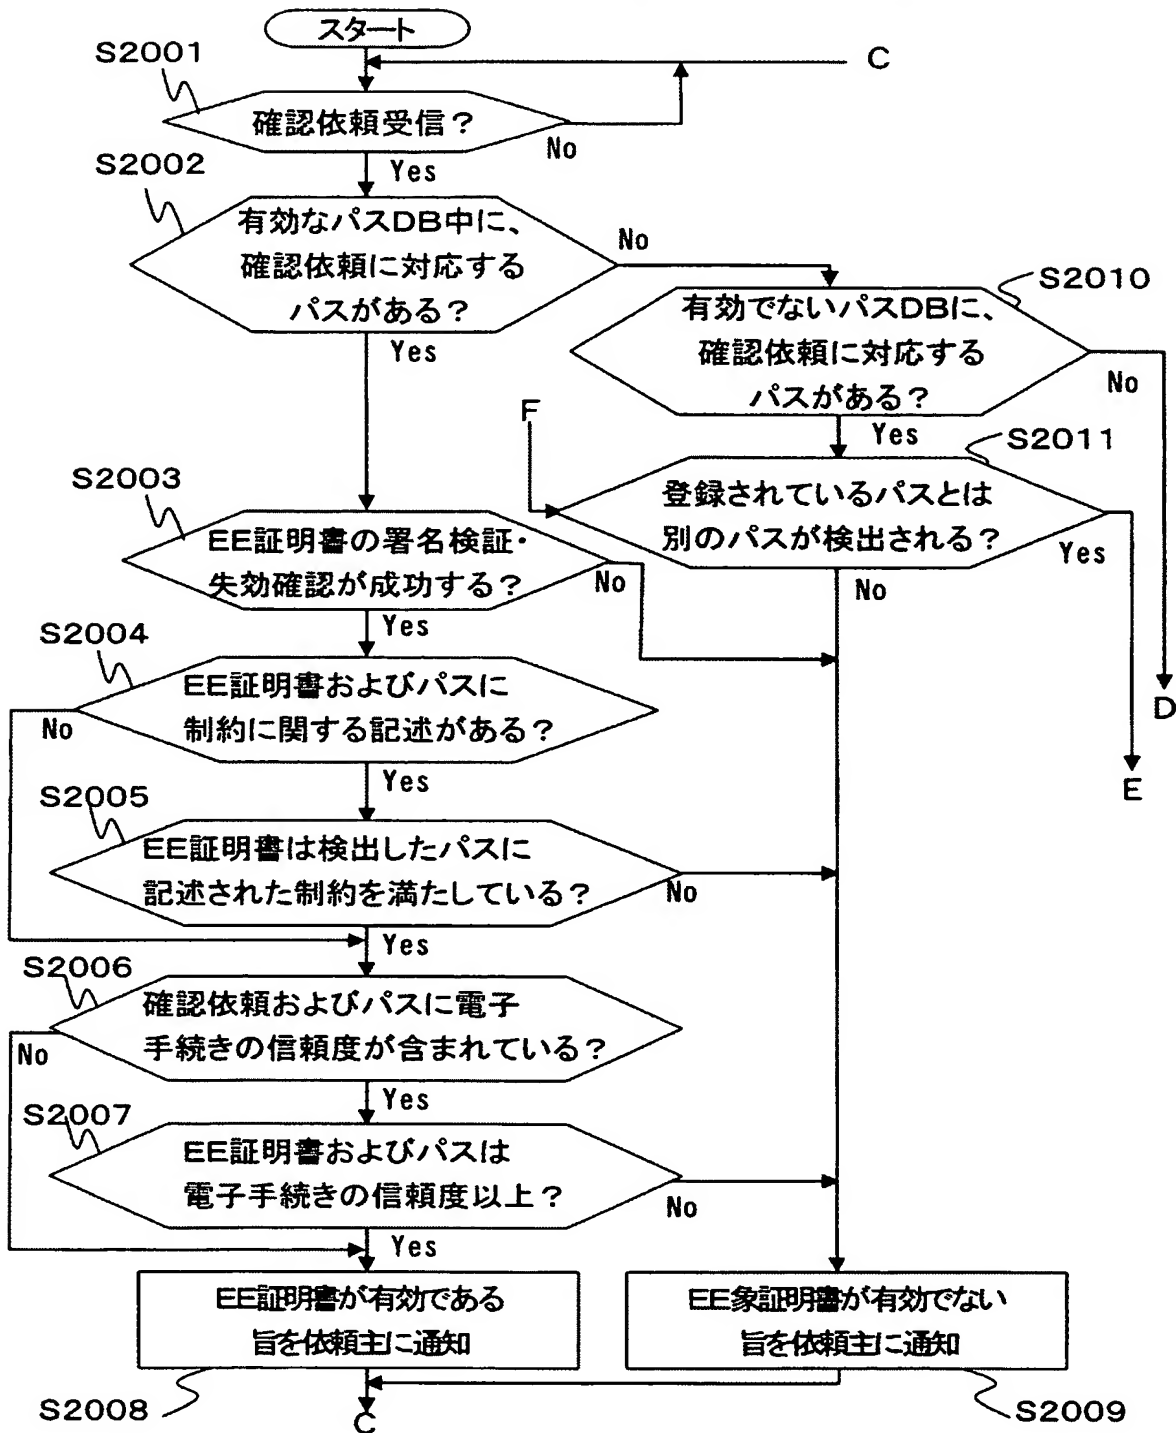 スタート
S2001
C
確認依頼受信?
No
Yes
S2002
有効なパスDB中に、
確認依頼に対応する
パスがある?
No
Yes
S2010
有効でないパスDBに、
確認依頼に対応する
パスがある?
No
Yes
F
S2011
登録されているパスとは
別のパスが検出される?
Yes
No
S2003
EE証明書の署名検証・
失効確認が成功する?
No
Yes
D
E
S2004
EE証明書およびパスに
制約に関する記述がある?
No
Yes
S2005
EE証明書は検出したパスに
記述された制約を満たしている?
No
Yes
S2006
確認依頼およびパスに電子
手続きの信頼度が含まれている?
No
Yes
S2007
EE証明書およびパスは
電子手続きの信頼度以上?
No
Yes
EE証明書が有効である
旨を依頼主に通知
EE象証明書が有効でない
旨を依頼主に通知
S2008
C
S2009